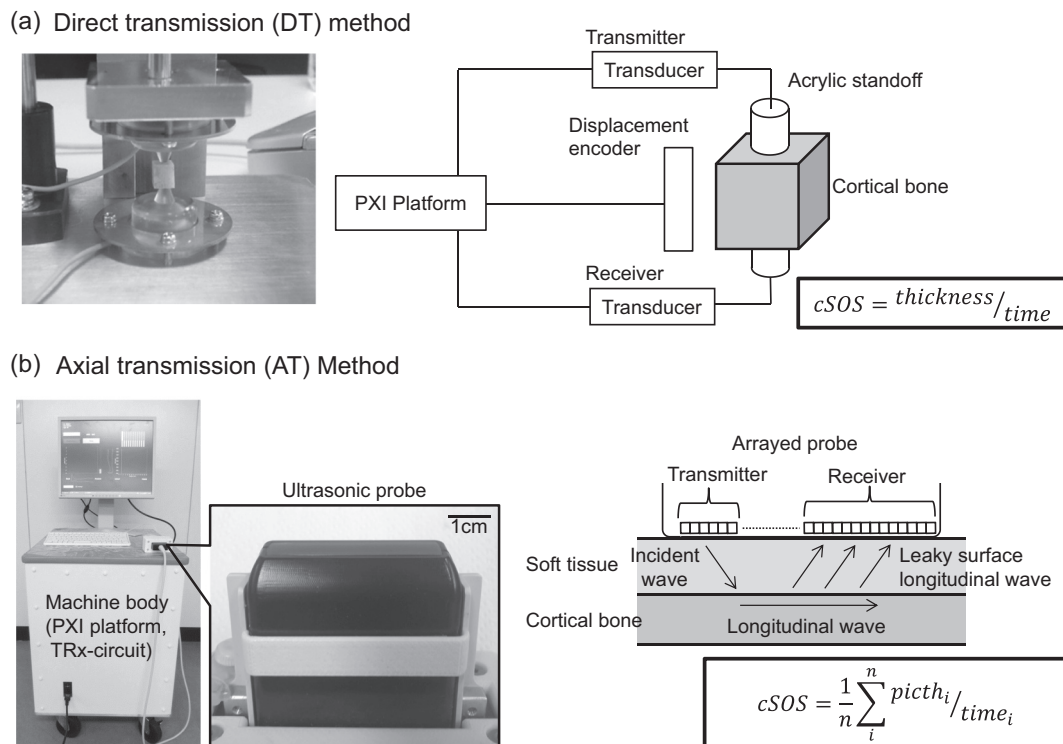 (a) Direct transmission (DT) method
Transmitter
Transducer
Acrylic standoff
Displacement
encoder
PXI Platform
Cortical bone
Receiver
Transducer
cSOS = thickness/time
(b) Axial transmission (AT) Method
Arrayed probe
Transmitter
Receiver
Ultrasonic probe
1cm
Soft tissue
Incident
wave
Leaky surface
longitudinal wave
Machine body
(PXI platform,
TRx-circuit)
Cortical bone
Longitudinal wave
cSOS = 1/n ∑_i^n picth_i/time_i